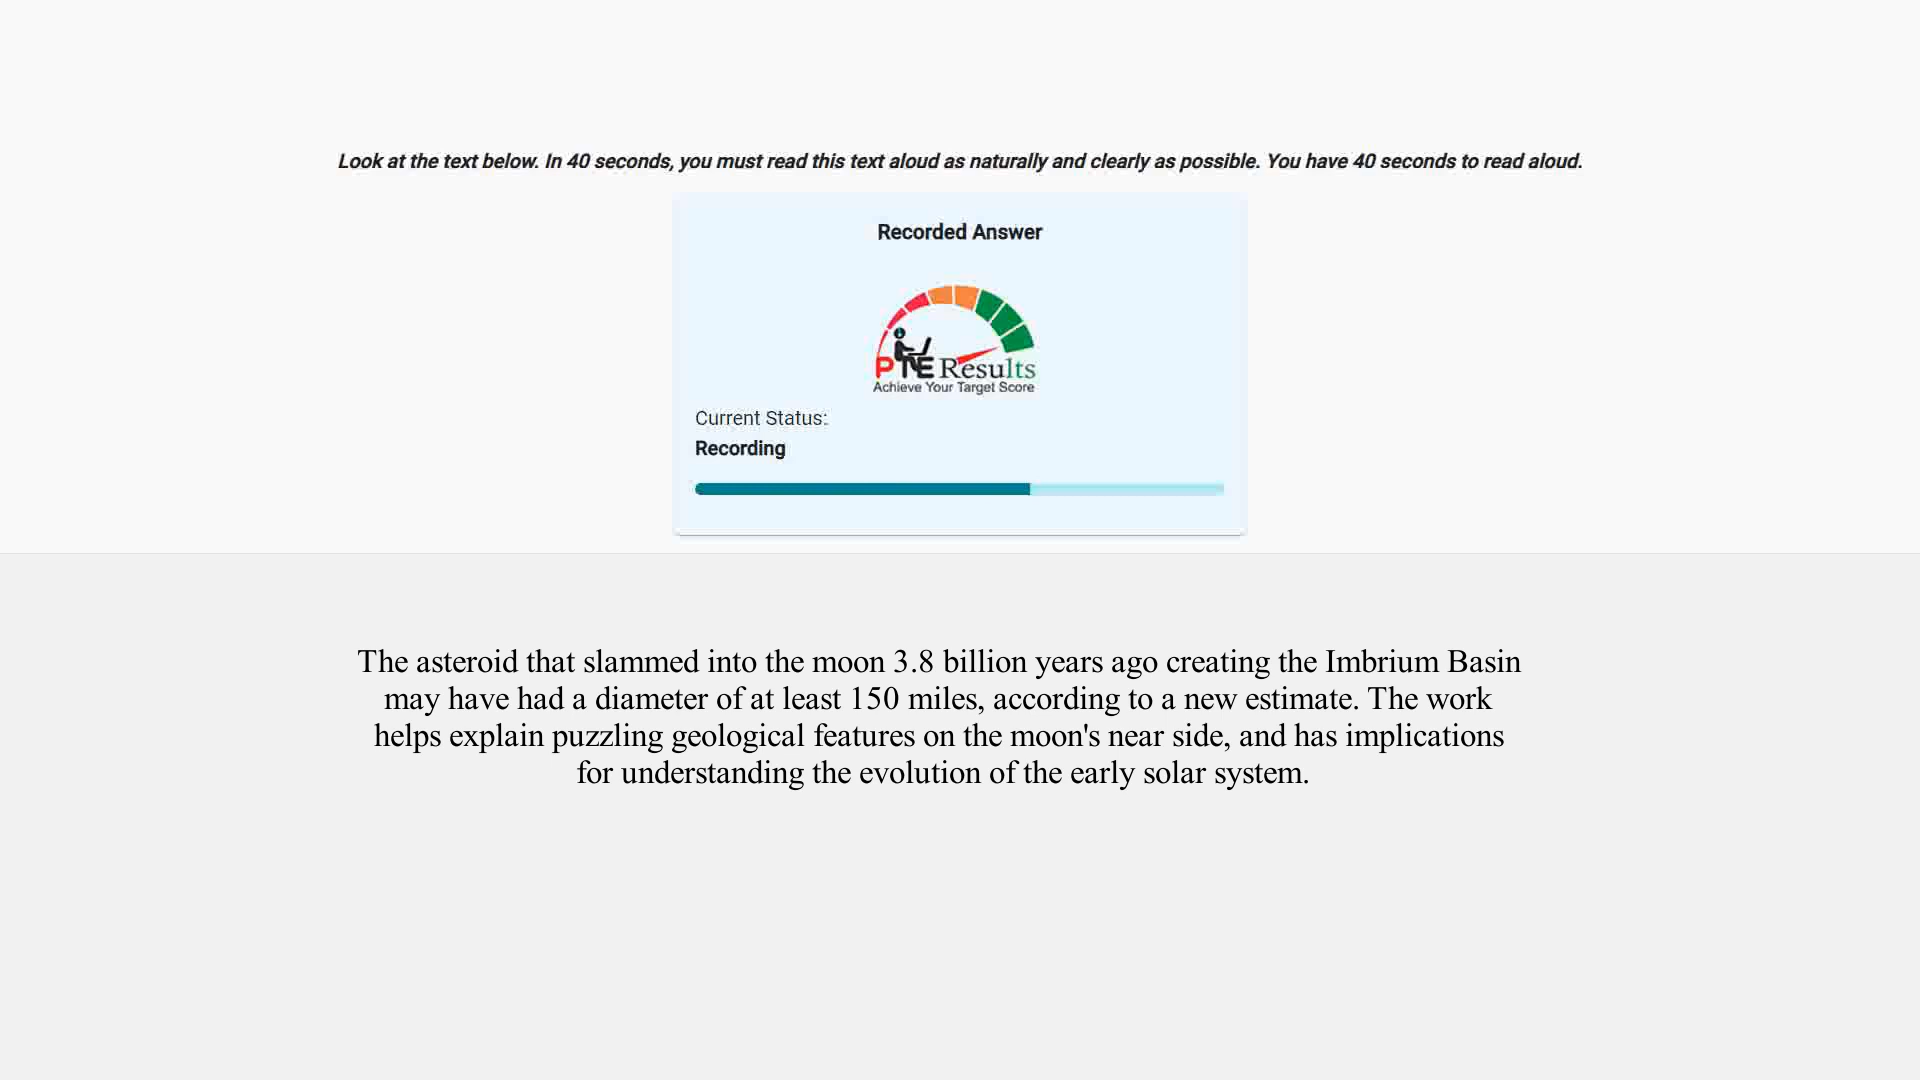 Look at the text below. In 40 seconds, you must read this text aloud as naturally and clearly as possible. You have 40 seconds to read aloud.
Recorded Answer
PTE Results
Achieve Your Target Score
Current Status:
Recording
The asteroid that slammed into the moon 3.8 billion years ago creating the Imbrium Basin
may have had a diameter of at least 150 miles, according to a new estimate. The work
helps explain puzzling geological features on the moon's near side, and has implications
for understanding the evolution of the early solar system.